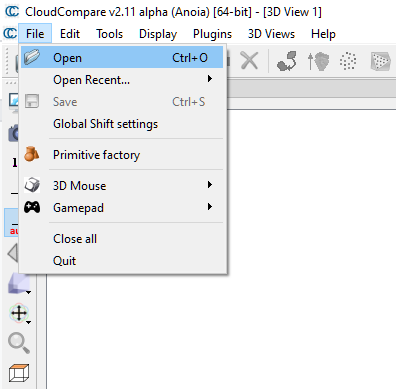 CloudCompare v2.11 alpha (Anoia) [64-bit] - [3D View 1]
File Edit Tools Display Plugins 3D Views Help
Open Ctrl+O
Open Recent...
Save Ctrl+S
Global Shift settings
Primitive factory
3D Mouse
Gamepad
Close all
Quit